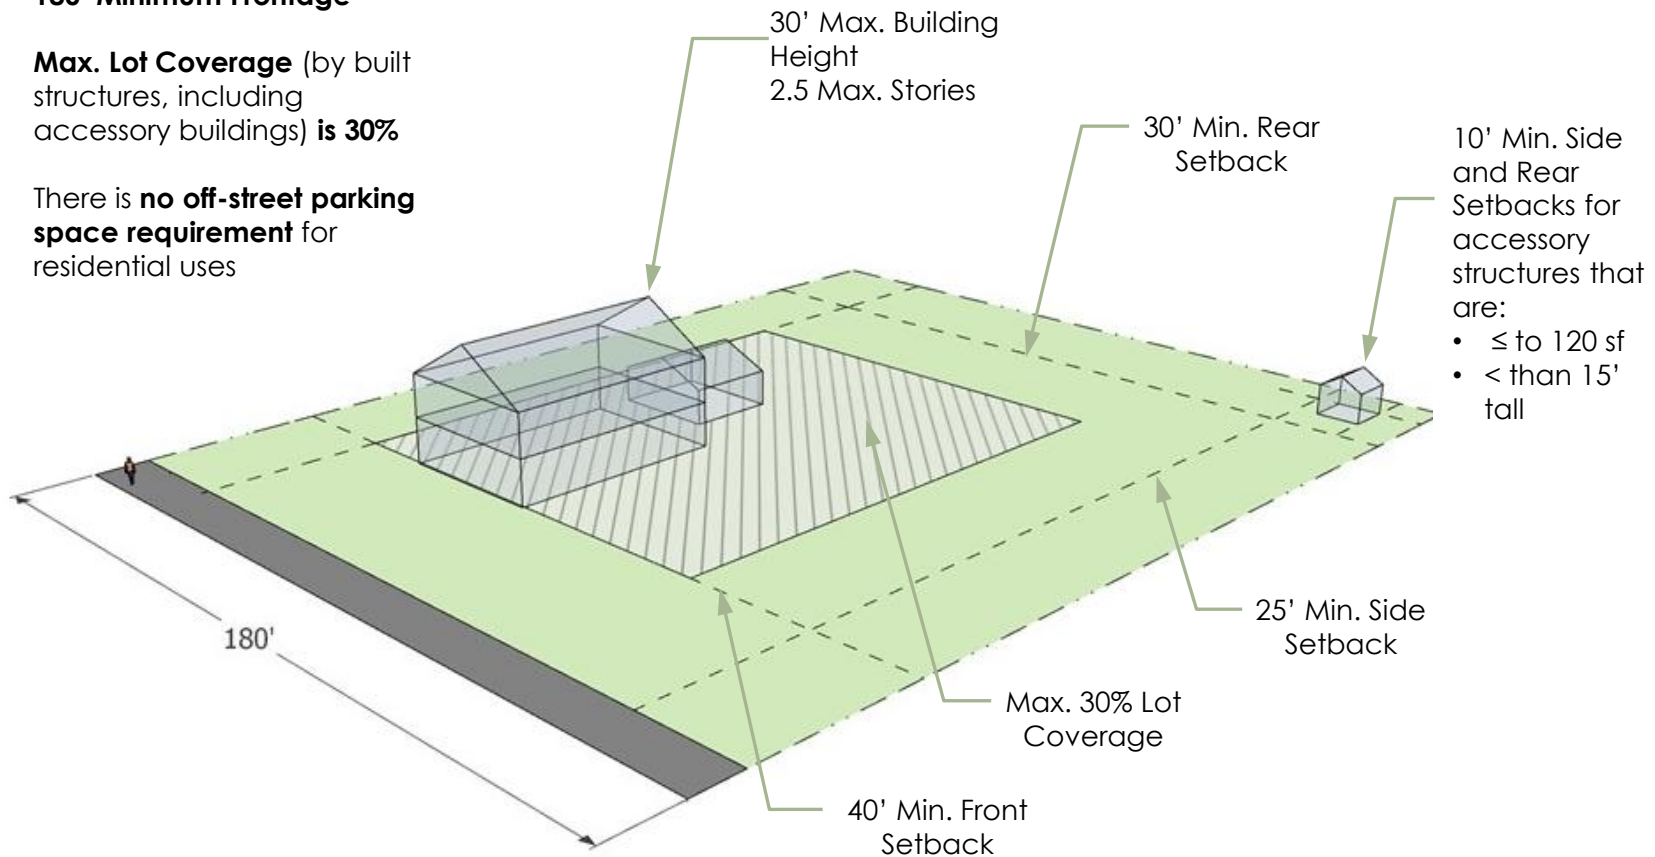 180' Minimum Frontage
Max. Lot Coverage (by built
structures, including
accessory buildings) is 30%
There is no off-street parking
space requirement for
residential uses
30' Max. Building
Height
2.5 Max. Stories
30' Min. Rear
Setback
10' Min. Side
and Rear
Setbacks for
accessory
structures that
are:
• ≤ to 120 sf
• < than 15'
tall
180'
25' Min. Side
Setback
Max. 30% Lot
Coverage
40' Min. Front
Setback